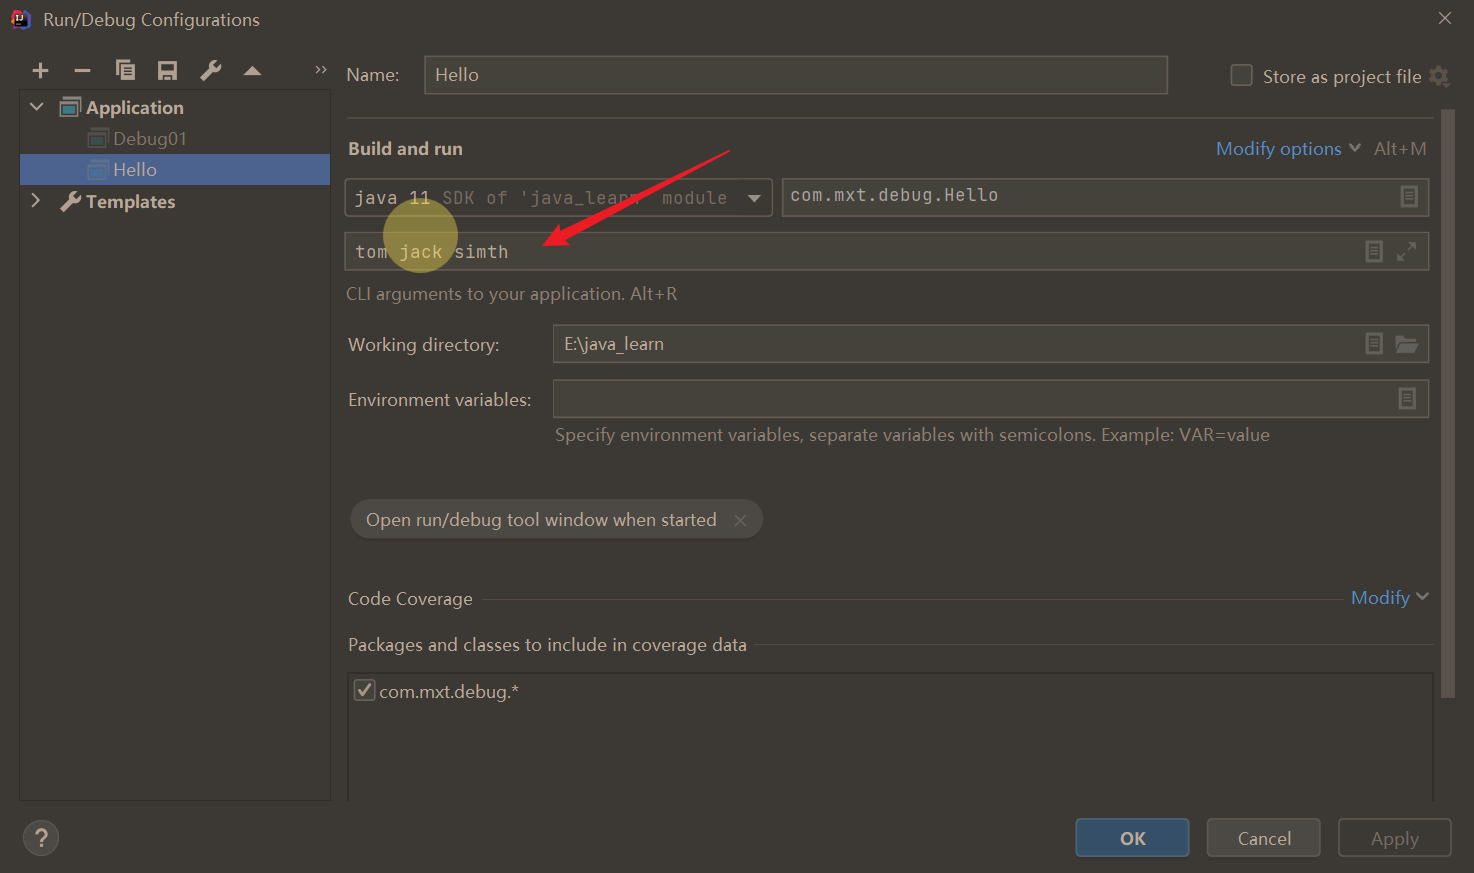 Run/Debug Configurations
Name: Hello Store as project file
Application
Debug01
Hello
Templates
Build and run Modify options Alt+M
java 11 SDK of 'java_learn' module com.mxt.debug.Hello
tom jack simth
CLI arguments to your application. Alt+R
Working directory: E:\java_learn
Environment variables:
Specify environment variables, separate variables with semicolons. Example: VAR=value
Open run/debug tool window when started
Code Coverage Modify
Packages and classes to include in coverage data
com.mxt.debug.*
? OK Cancel Apply